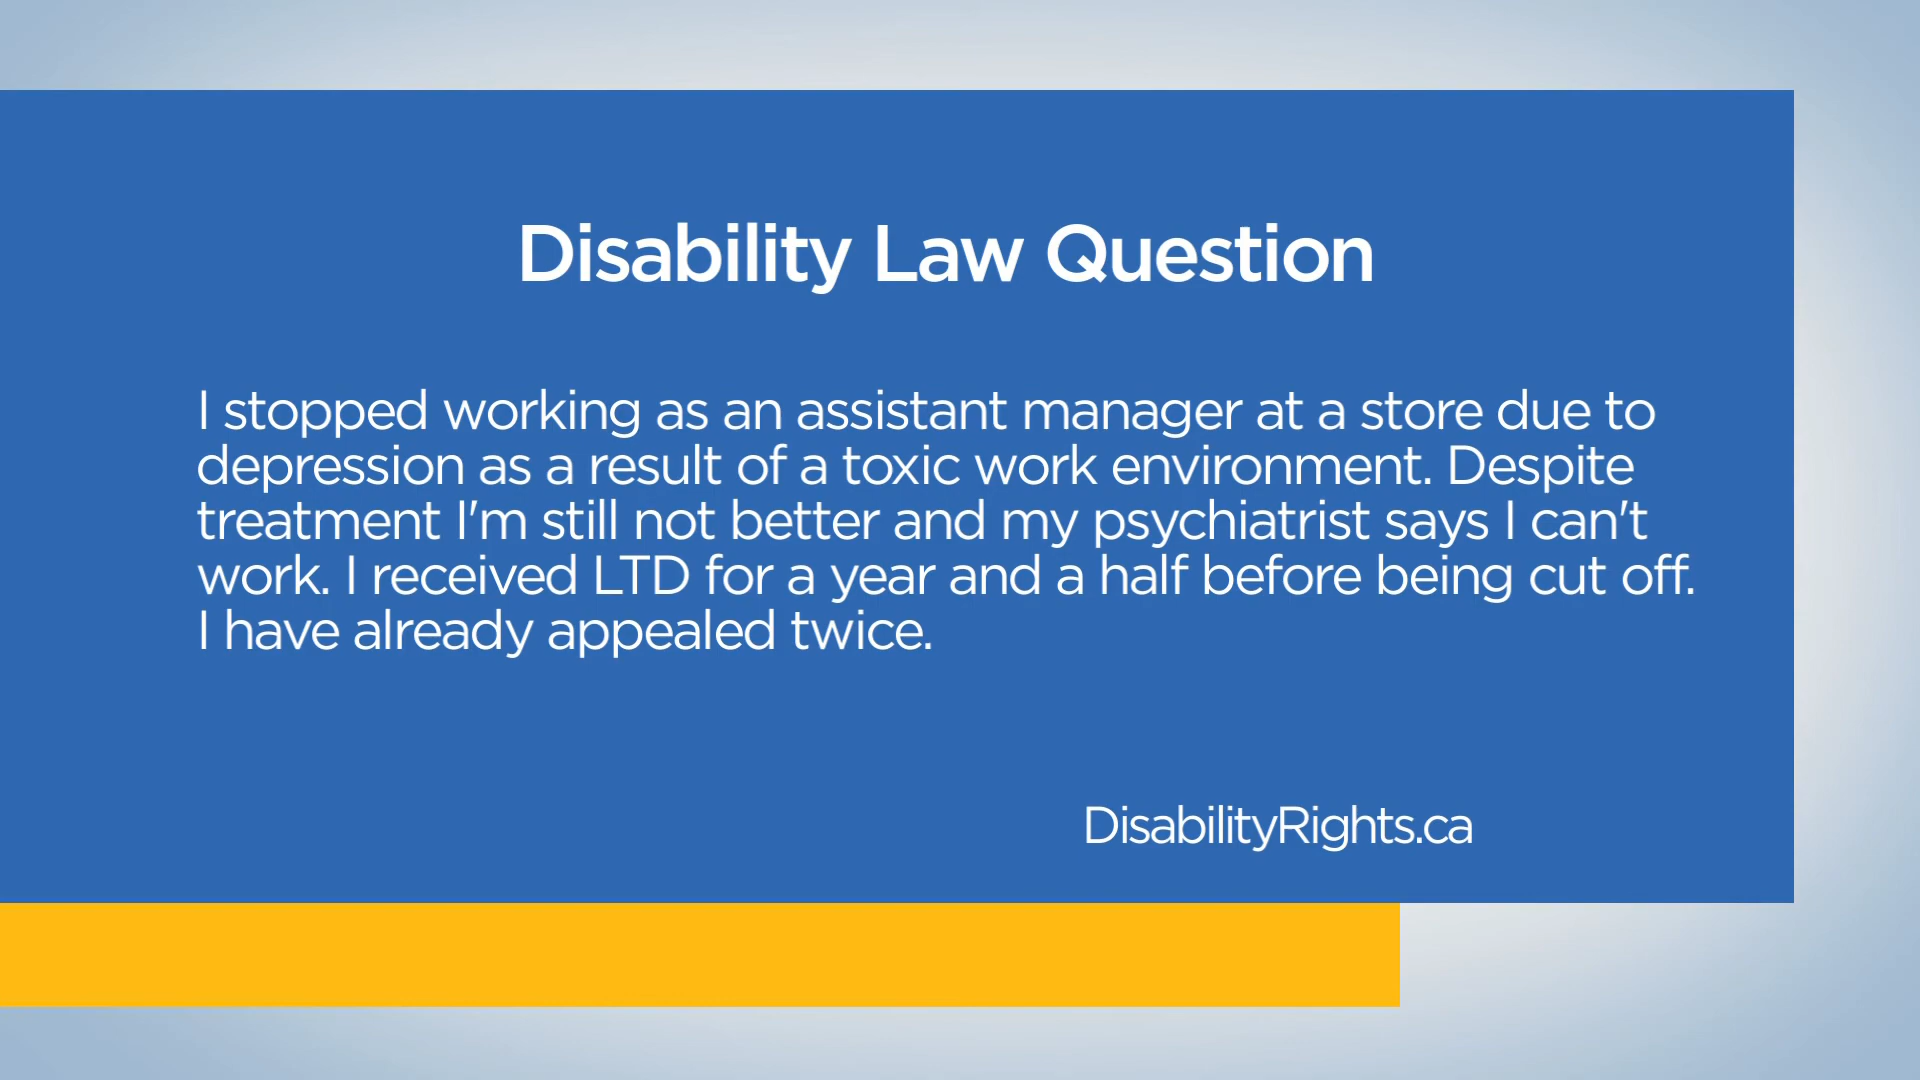 Disability Law Question
I stopped working as an assistant manager at a store due to
depression as a result of a toxic work environment. Despite
treatment I'm still not better and my psychiatrist says I can't
work. I received LTD for a year and a half before being cut off.
I have already appealed twice.
DisabilityRights.ca